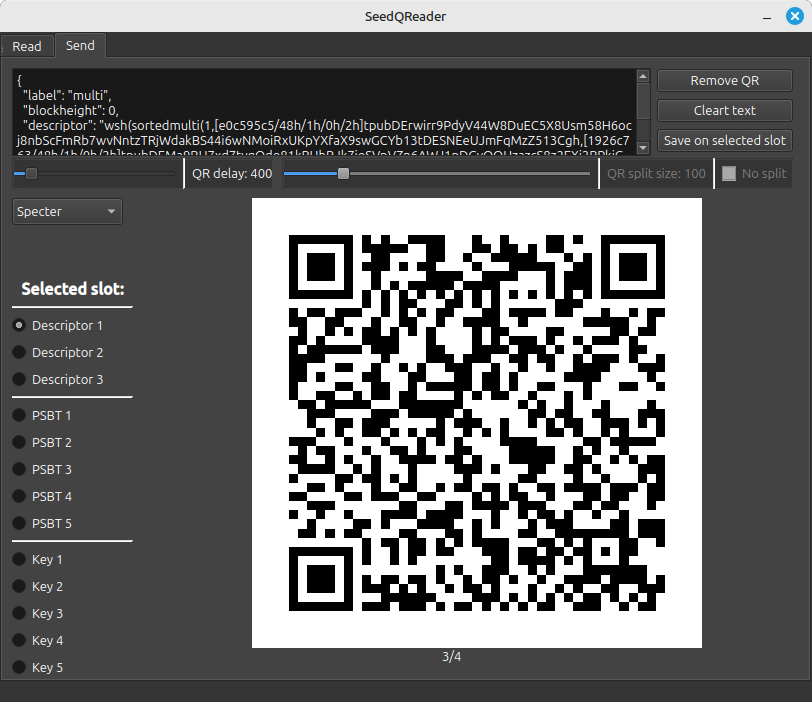 SeedQReader
Read
Send
{
"label": "multi",
"blockheight": 0,
"descriptor": "wsh(sortedmulti(1,[e0c595c5/48h/1h/0h/2h]tpubDErwirr9PdyV44W8DuEC5X8Usm58H6oc
j8nbScFmRb7wvNntzTRjWdakBS44i6wNMoiRxUKpYXfaX9swGCYb13tDESNEeUJmFqMzZ513Cgh,[1926c7
Remove QR
Cleart text
Save on selected slot
QR delay: 400
QR split size: 100
No split
Specter
Selected slot:
Descriptor 1
Descriptor 2
Descriptor 3
PSBT 1
PSBT 2
PSBT 3
PSBT 4
PSBT 5
Key 1
Key 2
Key 3
Key 4
Key 5
3/4